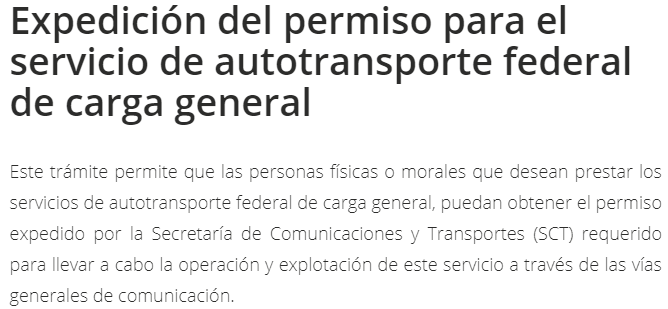 Expedición del permiso para el
servicio de autotransporte federal
de carga general
Este trámite permite que las personas físicas o morales que desean prestar los
servicios de autotransporte federal de carga general, puedan obtener el permiso
expedido por la Secretaría de Comunicaciones y Transportes (SCT) requerido
para llevar a cabo la operación y explotación de este servicio a través de las vías
generales de comunicación.